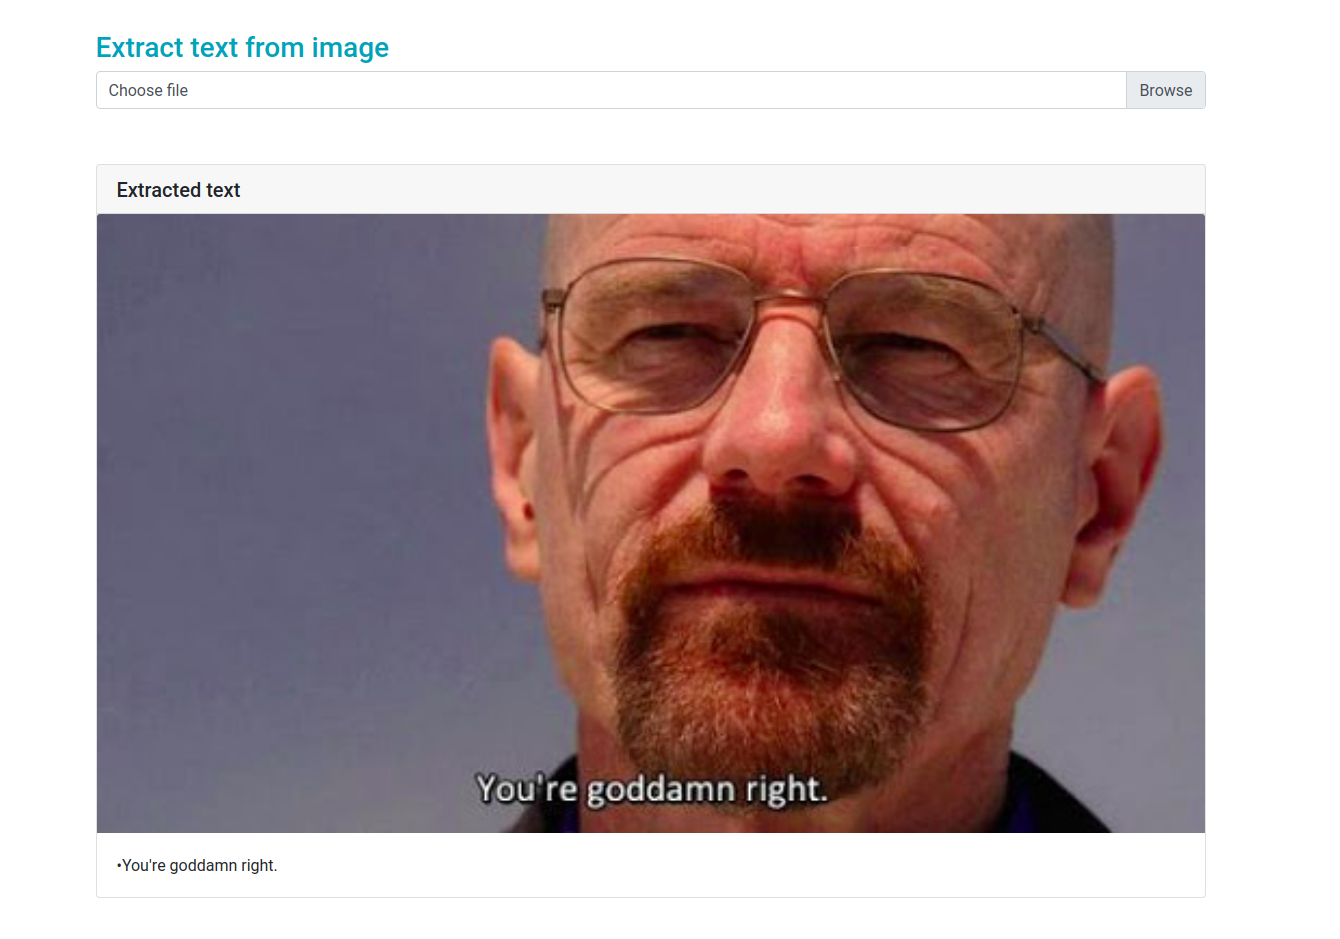 Extract text from image
Choose file
Browse
Extracted text
You're goddamn right.
•You're goddamn right.